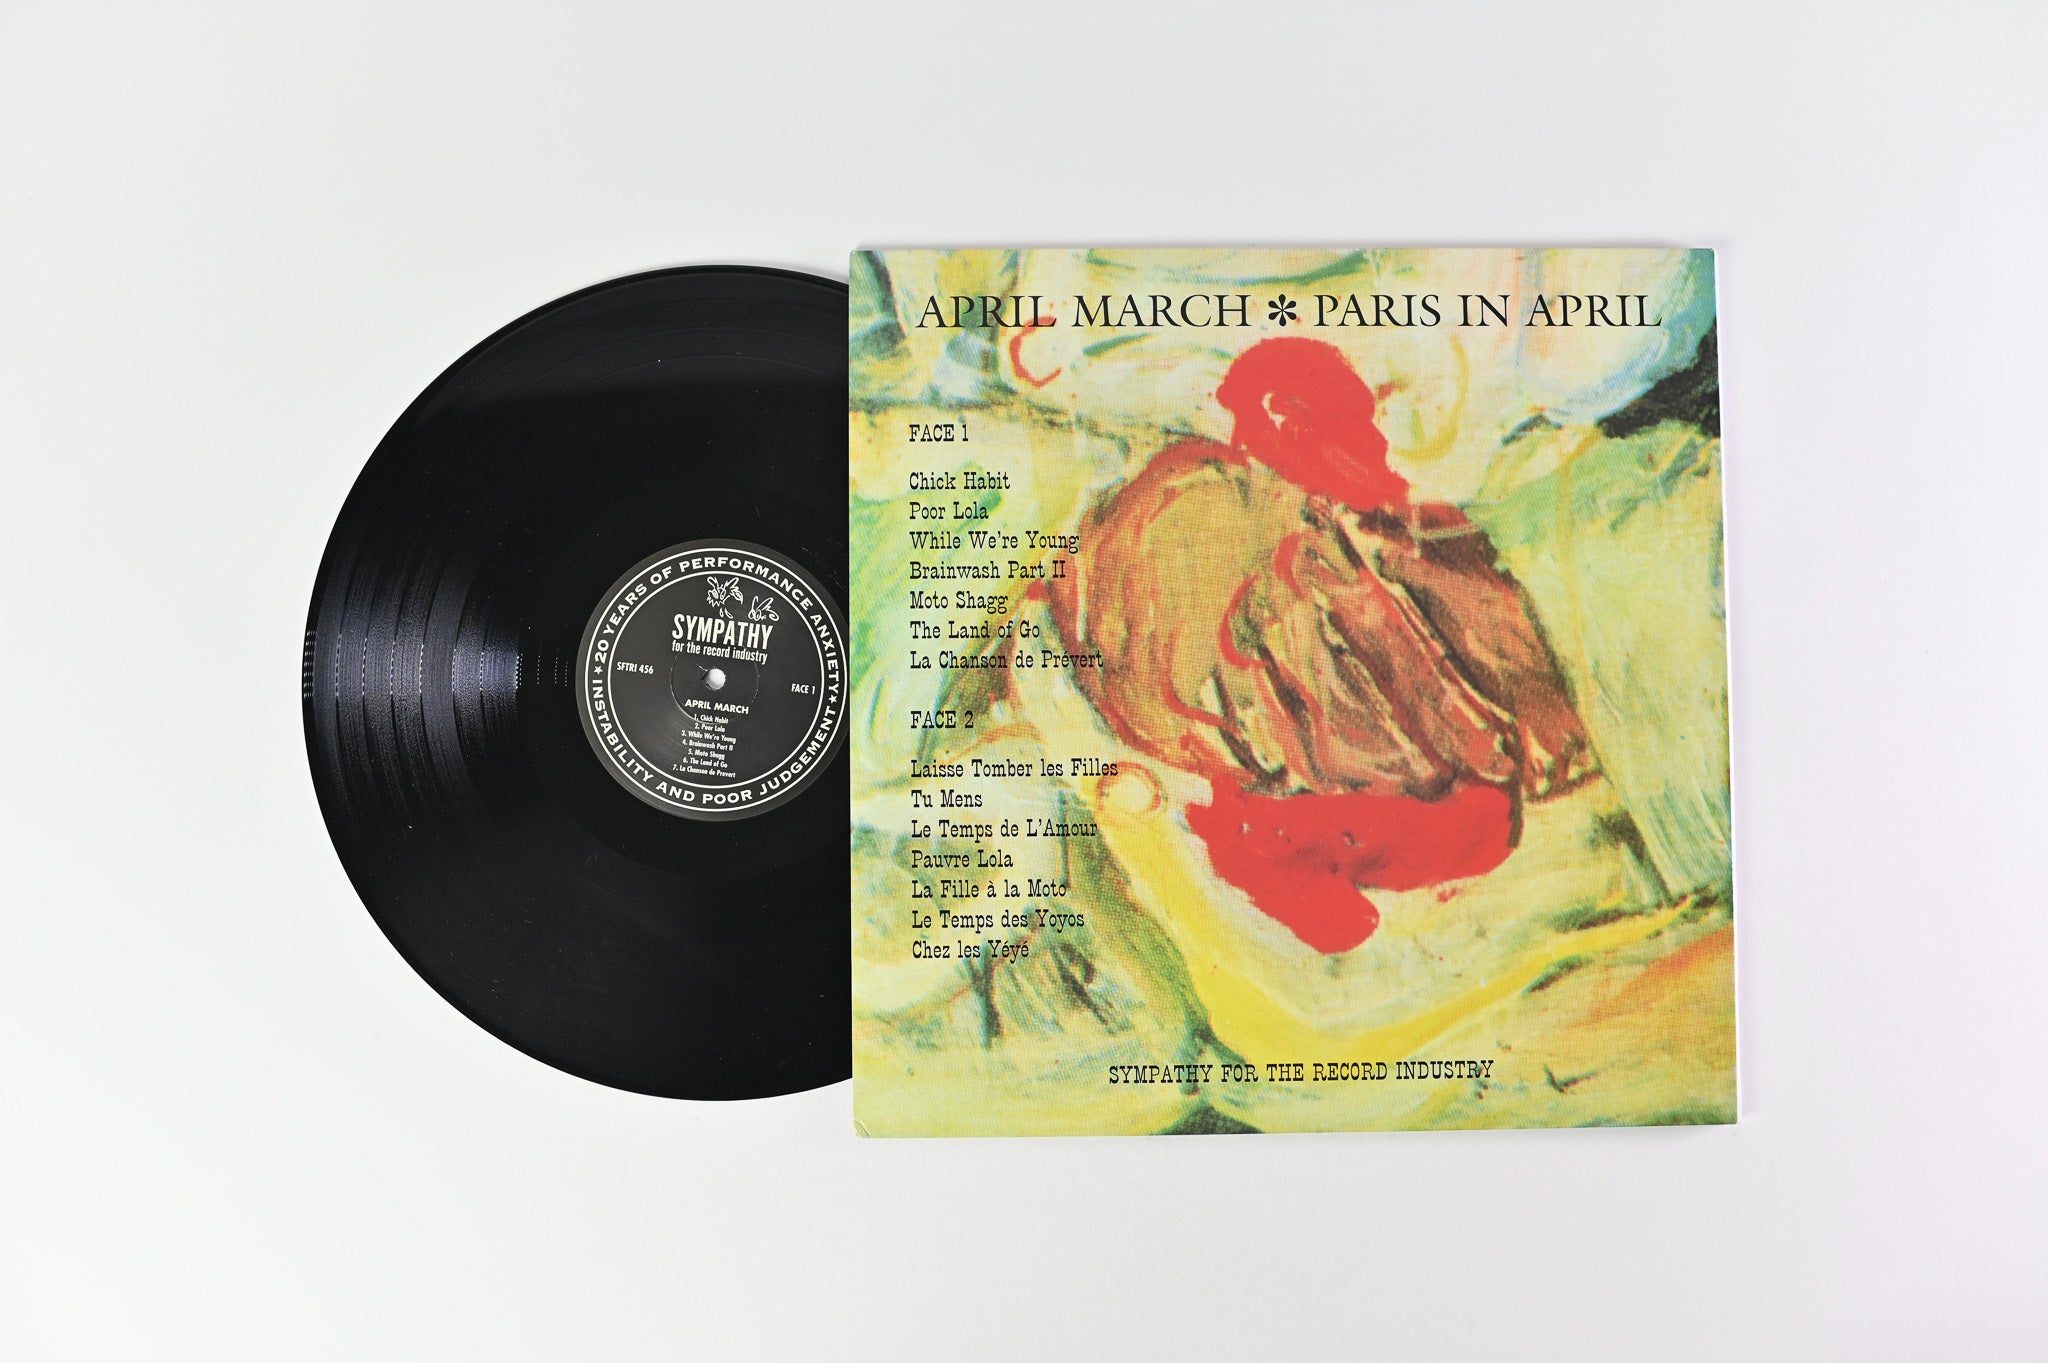 ★ 20 YEARS OF PERFORMANCE ANXIETY ★
INSTSTABILITY AND POOR JUDGEMENT
SYMPATHY
for the record industry
SFTRI 456
FACE 1
APRIL MARCH
1. Chick Habit
2. Poor Lola
3. While We're Young
4. Brainwash Part II
5. Moto Shagg
6. The Land of Go
7. La Chanson de Prevert
APRIL MARCH ✻ PARIS IN APRIL
FACE 1
Chick Habit
Poor Lola
While We're Young
Brainwash Part II
Moto Shagg
The Land of Go
La Chanson de Prévert
FACE 2
Laisse Tomber les Filles
Tu Mens
Le Temps de L'Amour
Pauvre Lola
La Fille à la Moto
Le Temps des Yoyos
Chez les Yéyé
SYMPATHY FOR THE RECORD INDUSTRY